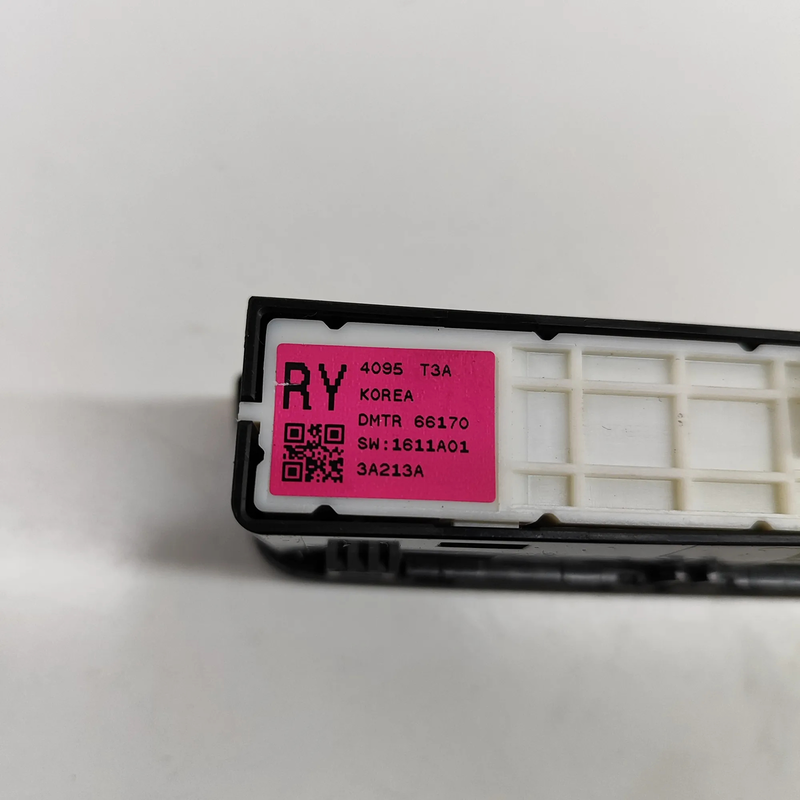 RY
4095 T3A
KOREA
DMTR 66170
SW:1611A01
3A213A